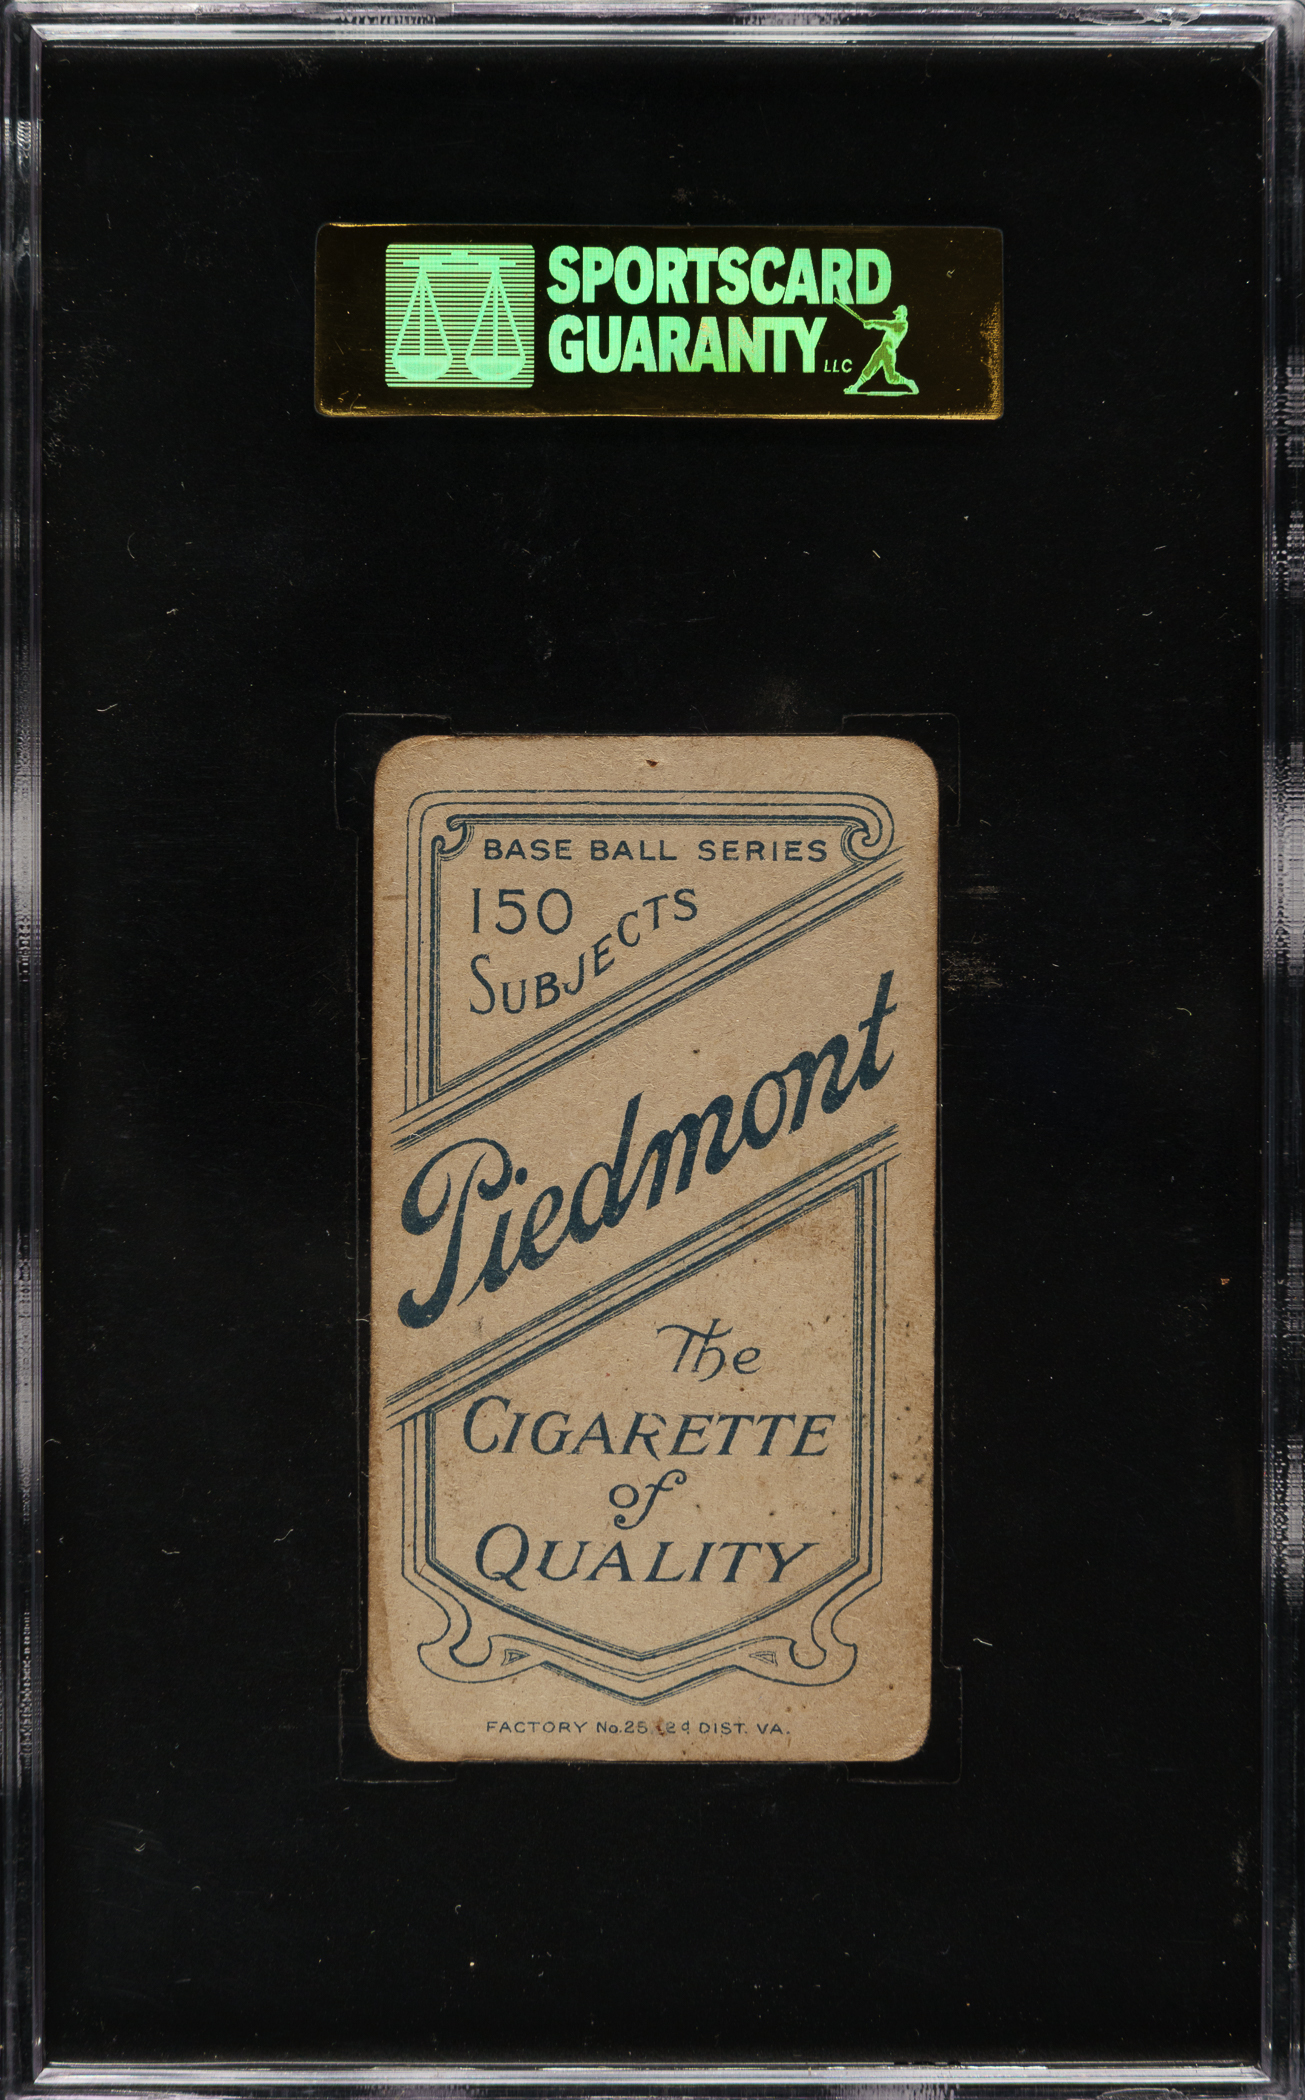 SPORTSCARD
GUARANTY LLC
BASE BALL SERIES
150
SUBJECTS
Piedmont
The
CIGARETTE
of
QUALITY
FACTORY No. 25, 2d DIST. VA.